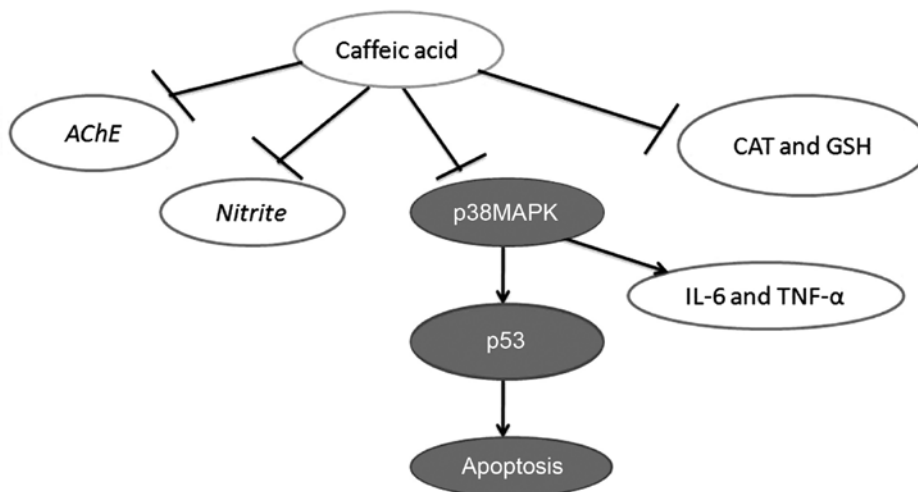 Caffeic acid
AChE
CAT and GSH
Nitrite
p38MAPK
IL-6 and TNF-α
p53
Apoptosis